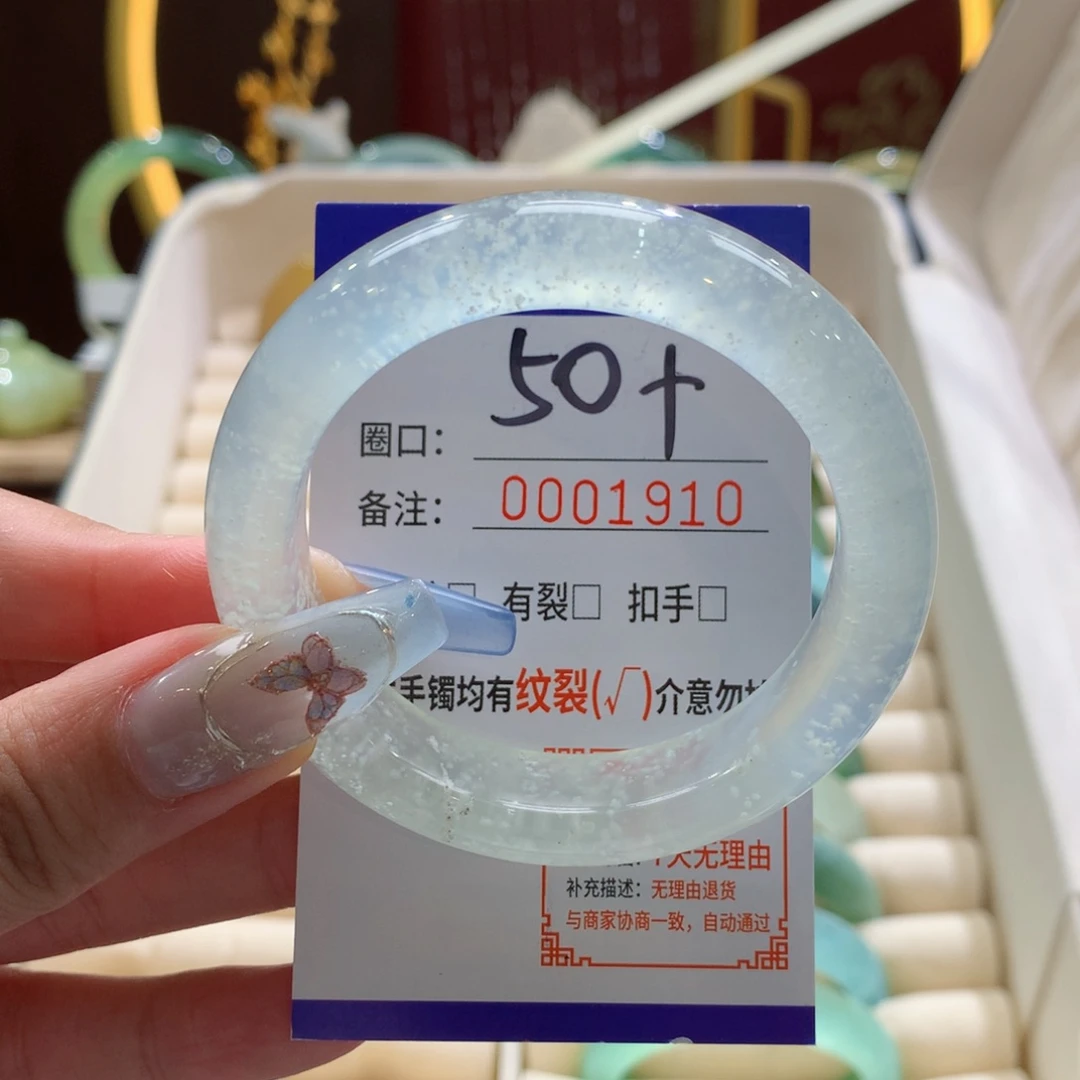 50+
圈口：
备注：0001910
有裂□ 扣手□
手镯均有纹裂(√)介意勿
天无理由
补充描述：无理由退货
与商家协商一致，自动通过